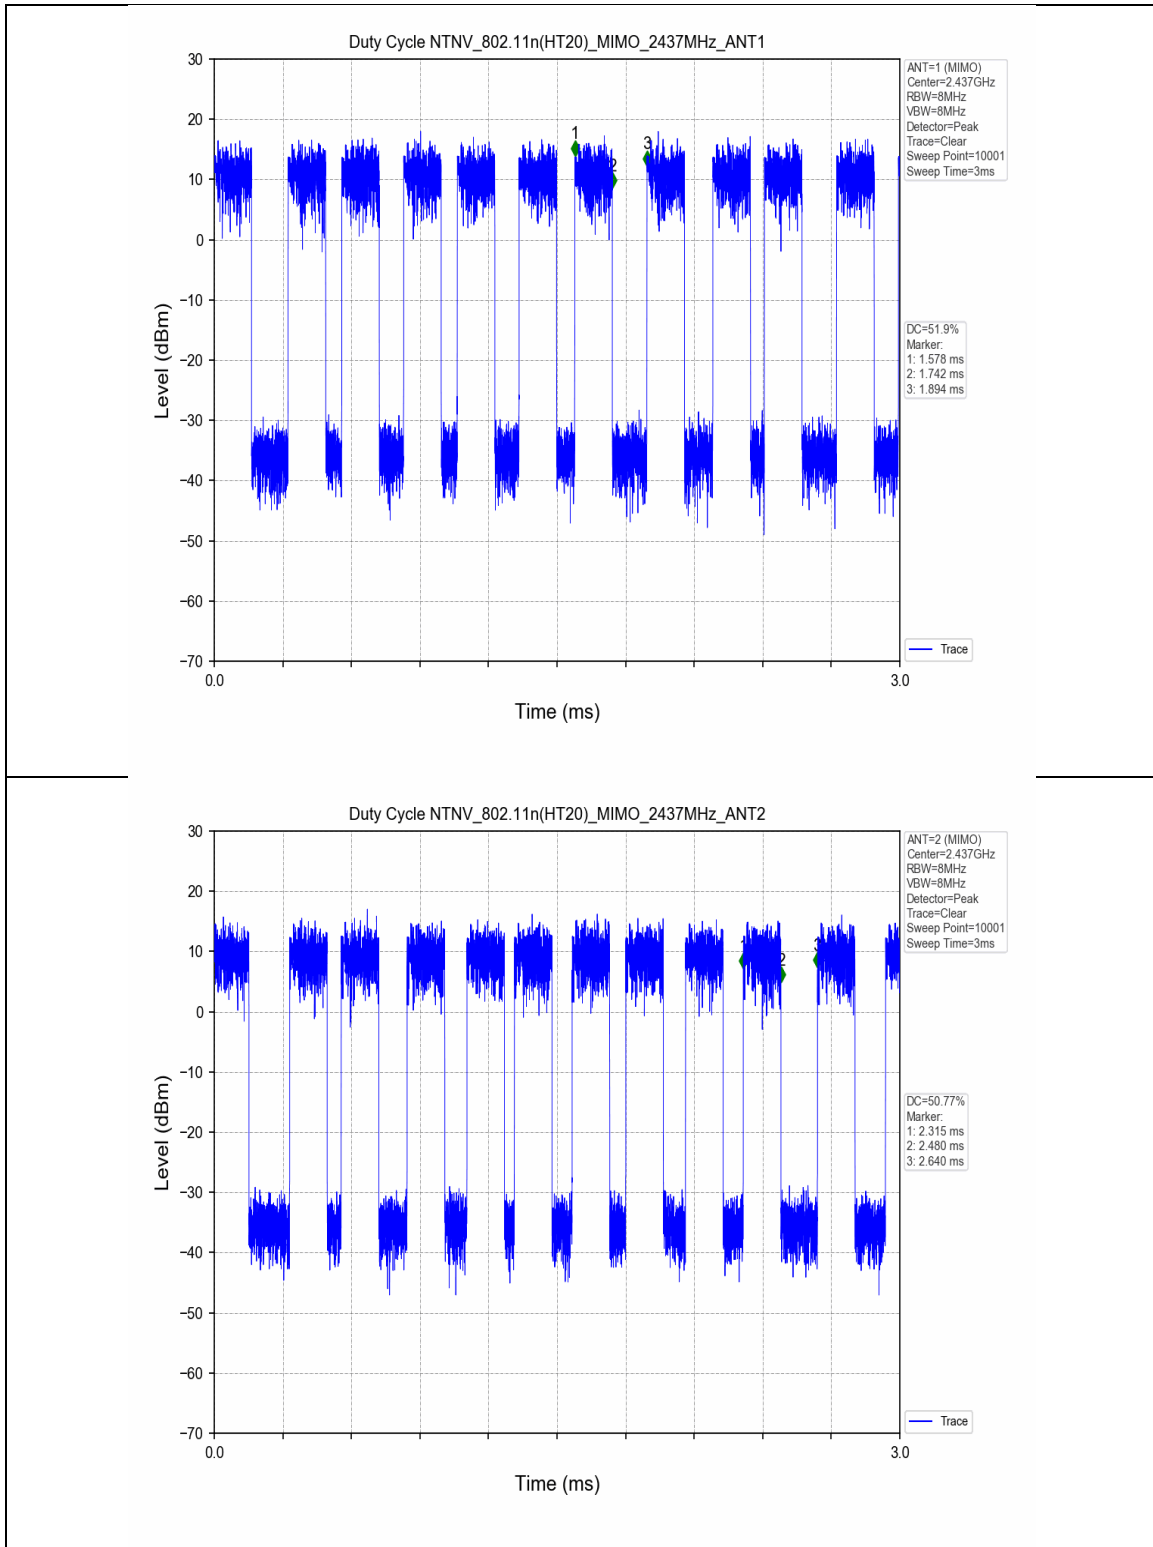 Duty Cycle NTNV_802.11n(HT20)_MIMO_2437MHz_ANT1
30
20
10
0
−10
−20
−30
−40
−50
−60
−70
Level (dBm)
0.0
3.0
Time (ms)
1
2
3
ANT=1 (MIMO)
Center=2.437GHz
RBW=8MHz
VBW=8MHz
Detector=Peak
Trace=Clear
Sweep Point=10001
Sweep Time=3ms
DC=51.9%
Marker:
1: 1.578 ms
2: 1.742 ms
3: 1.894 ms
Trace
Duty Cycle NTNV_802.11n(HT20)_MIMO_2437MHz_ANT2
30
20
10
0
−10
−20
−30
−40
−50
−60
−70
Level (dBm)
0.0
3.0
Time (ms)
1
2
3
ANT=2 (MIMO)
Center=2.437GHz
RBW=8MHz
VBW=8MHz
Detector=Peak
Trace=Clear
Sweep Point=10001
Sweep Time=3ms
DC=50.77%
Marker:
1: 2.315 ms
2: 2.480 ms
3: 2.640 ms
Trace